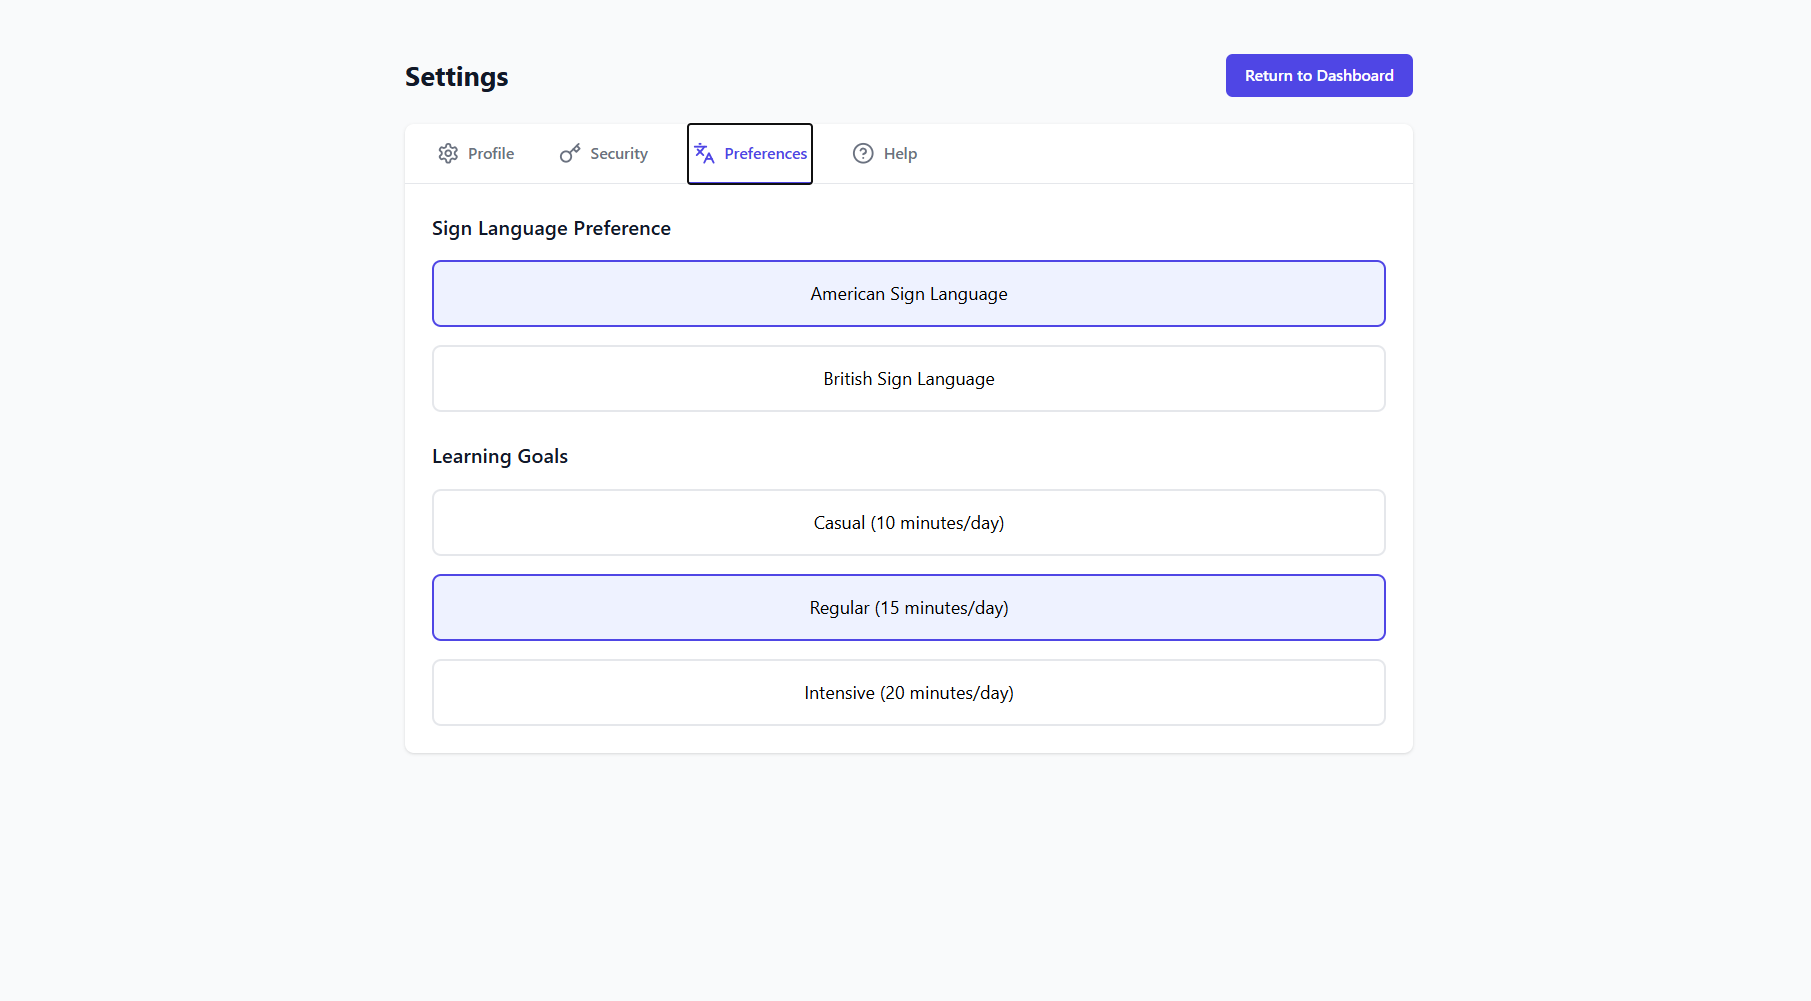 Settings
Return to Dashboard
Profile
Security
Preferences
Help
Sign Language Preference
American Sign Language
British Sign Language
Learning Goals
Casual (10 minutes/day)
Regular (15 minutes/day)
Intensive (20 minutes/day)